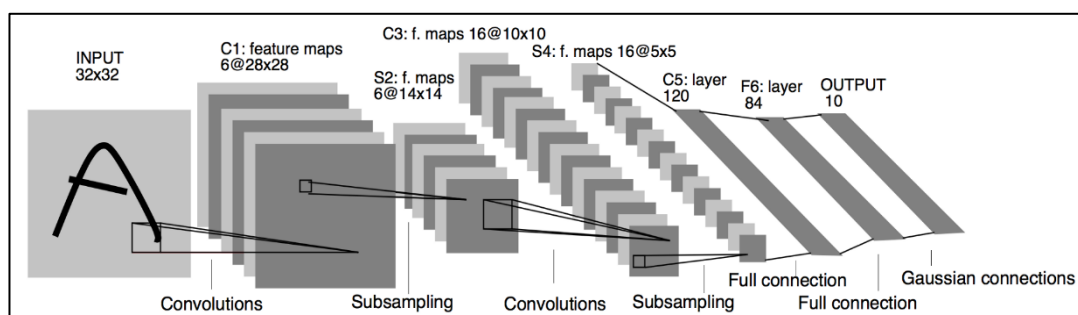 INPUT
32x32
C1: feature maps
6@28x28
S2: f. maps
6@14x14
C3: f. maps 16@10x10
S4: f. maps 16@5x5
C5: layer
120
F6: layer
84
OUTPUT
10
Convolutions
Subsampling
Convolutions
Subsampling
Full connection
Full connection
Gaussian connections
A